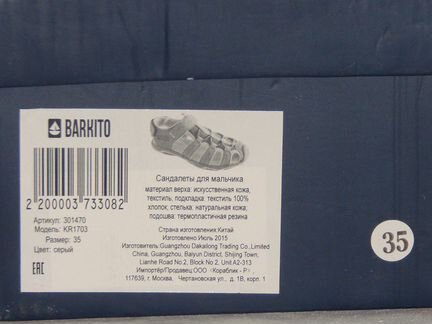 BARKITO
2 200003 733082
Артикул: 301470
Модель: KR1703
Размер: 35
Цвет: серый
EAC
Сандалеты для мальчика
материал верха: искусственная кожа,
текстиль; подкладка: текстиль 100%
хлопок, стелька: натуральная кожа,
подошва: термопластичная резина
Страна изготовления:Китай
Изготовлено Июль 2015
Изготовитель:Guangzhou Dakailong Trading Co.,Limited
China, Guangzhou, Baiyun District, Shijing Town,
Lianhe Road No.2, Block No 2, Unit A2-313
Импортёр/Продавец:ООО «Кораблик - Р»
117639, г. Москва, Чертановская ул., д. 1В, корп. 1
35